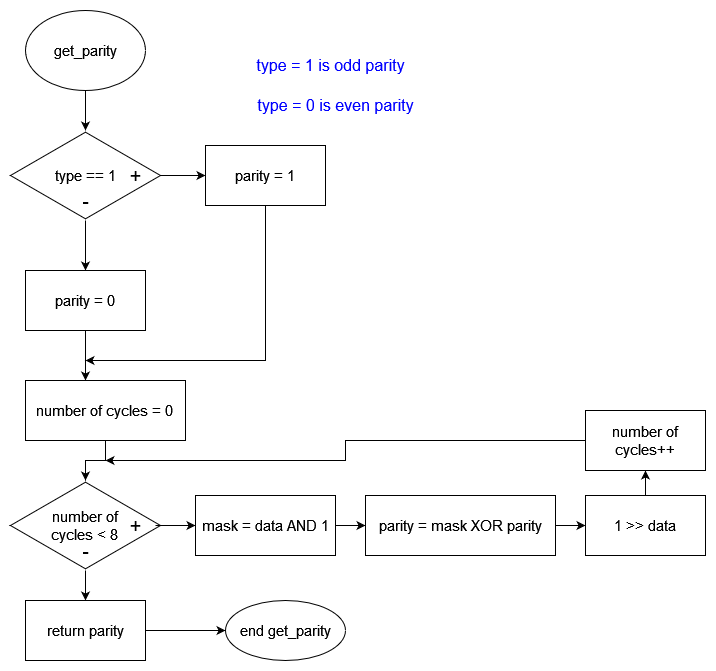 get_parity
type = 1 is odd parity
type = 0 is even parity
type == 1
+
-
parity = 1
parity = 0
number of cycles = 0
number of
cycles++
number of
cycles < 8
+
-
mask = data AND 1
parity = mask XOR parity
1 >> data
return parity
end get_parity